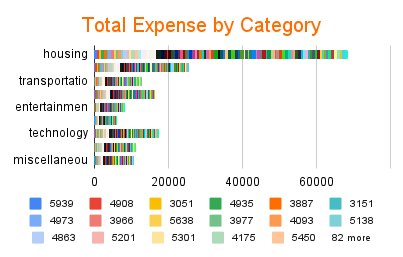 Total Expense by Category
housing
transportatio
entertainmen
technology
miscellaneou
0 20000 40000 60000
5939 4908 3051 4935 3887 3151
4973 3966 5638 3977 4093 5138
4863 5201 5301 4175 5450 82 more